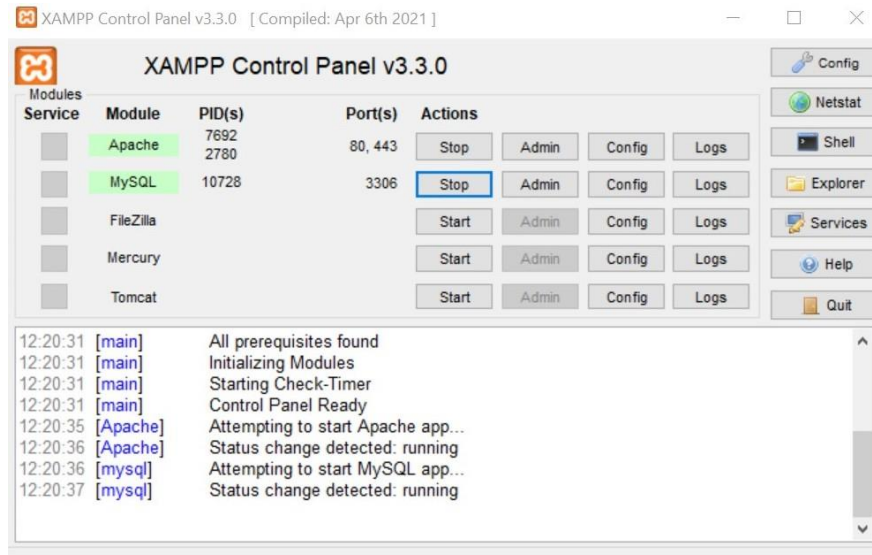 XAMPP Control Panel v3.3.0 [ Compiled: Apr 6th 2021 ]
XAMPP Control Panel v3.3.0
Config
Modules
Service Module PID(s) Port(s) Actions
Netstat
Apache 7692 2780 80, 443 Stop Admin Config Logs
Shell
MySQL 10728 3306 Stop Admin Config Logs
Explorer
FileZilla Start Admin Config Logs
Services
Mercury Start Admin Config Logs
Help
Tomcat Start Admin Config Logs
Quit
12:20:31 [main] All prerequisites found
12:20:31 [main] Initializing Modules
12:20:31 [main] Starting Check-Timer
12:20:31 [main] Control Panel Ready
12:20:35 [Apache] Attempting to start Apache app...
12:20:36 [Apache] Status change detected: running
12:20:36 [mysql] Attempting to start MySQL app...
12:20:37 [mysql] Status change detected: running